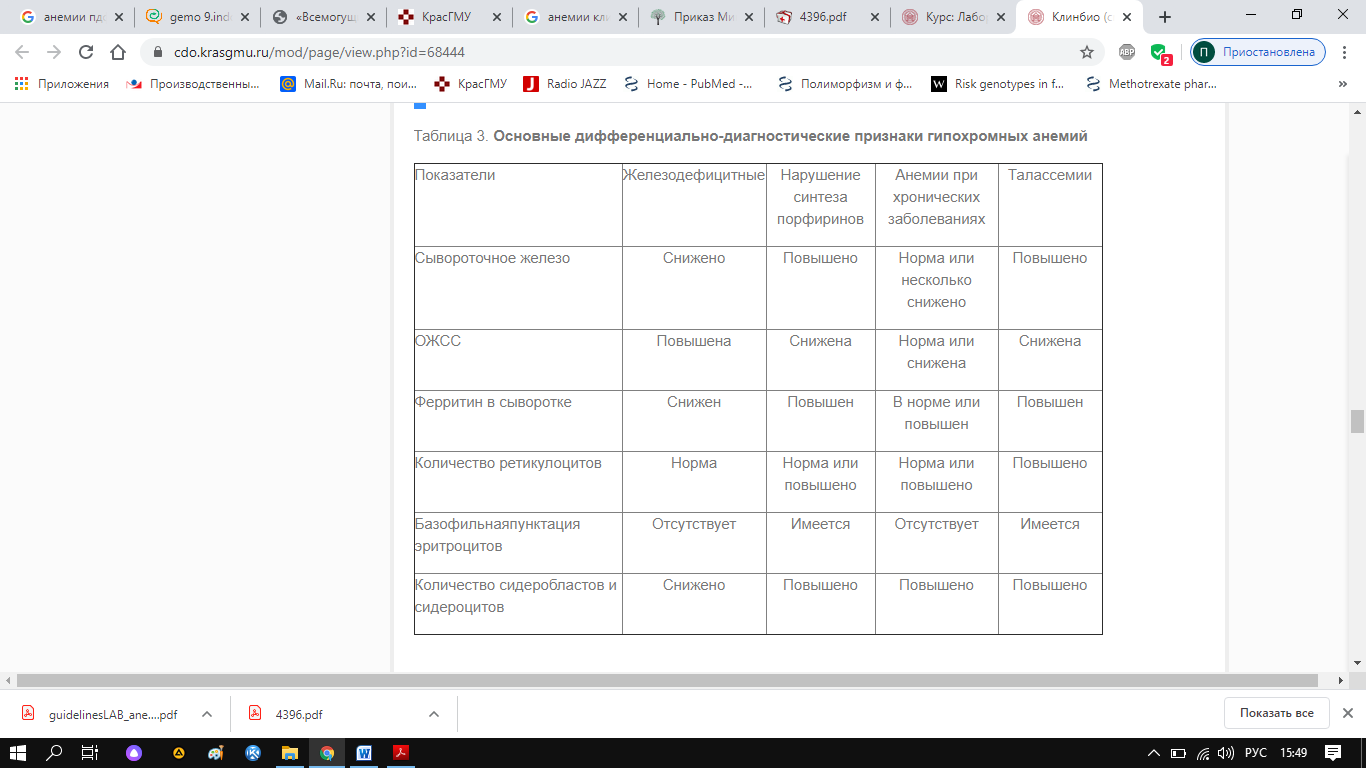 анемии пд
gemo 9.ind
«Всемогущ
КрасГМУ
анемии кл
Приказ Ми
4396.pdf
Курс: Лабо
Клинбио (с
cdo.krasgmu.ru/mod/page/view.php?id=68444
ABP
2
П
Приостановлена
Приложения
Производственны...
Mail.Ru: почта, пои...
КрасГМУ
Radio JAZZ
Home - PubMed -...
Полиморфизм и ф...
Risk genotypes in f...
Methotrexate phar...
»
Таблица 3. Основные дифференциально-диагностические признаки гипохромных анемий
Показатели
Железодефицитные
Нарушение
синтеза
порфиринов
Анемии при
хронических
заболеваниях
Талассемии
Сывороточное железо
Снижено
Повышено
Норма или
несколько
снижено
Повышено
ОЖСС
Повышена
Снижена
Норма или
снижена
Снижена
Ферритин в сыворотке
Снижен
Повышен
В норме или
повышен
Повышен
Количество ретикулоцитов
Норма
Норма или
повышено
Норма или
повышено
Повышено
Базофильнаяпунктация
эритроцитов
Отсутствует
Имеется
Отсутствует
Имеется
Количество сидеробластов и
сидероцитов
Снижено
Повышено
Повышено
Повышено
guidelinesLAB_ane....pdf
4396.pdf
Показать все
РУС
15:49